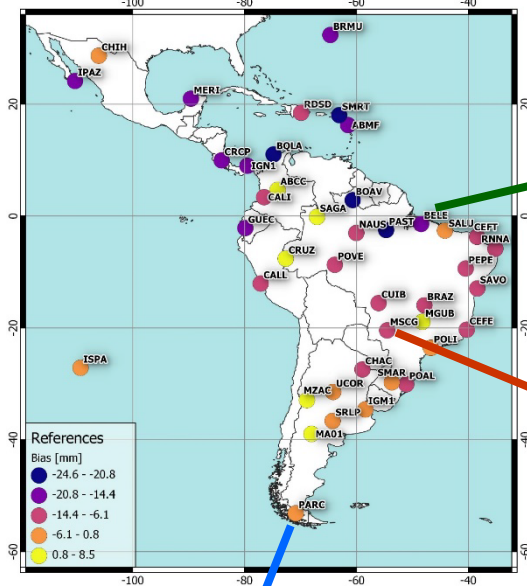 -100 -80 -60 -40
BRMU
CHIH
IPAZ
20
MERI
RDSD
SMRT
ABMF
20
CRCP
IGN1
BQLA
ABCC
CALI
BOAV
SAGA
0
GUEC
NAUS
PAST
BELE
SALU
CEFT
RNNA
0
CRUZ
POVE
PEPE
CALL
SAVO
CUIB
BRAZ
MGUB
-20
MSCG
CEFE
-20
POLI
ISPA
CHAC
SMAR
POAL
MZAC
UCOR
IGM1
SRLP
MA01
-40
References
Bias [mm]
-24.6 - -20.8
-20.8 - -14.4
-14.4 - -6.1
-6.1 - 0.8
0.8 - 8.5
-40
PARC
-60
-60
-100 -80 -60 -40